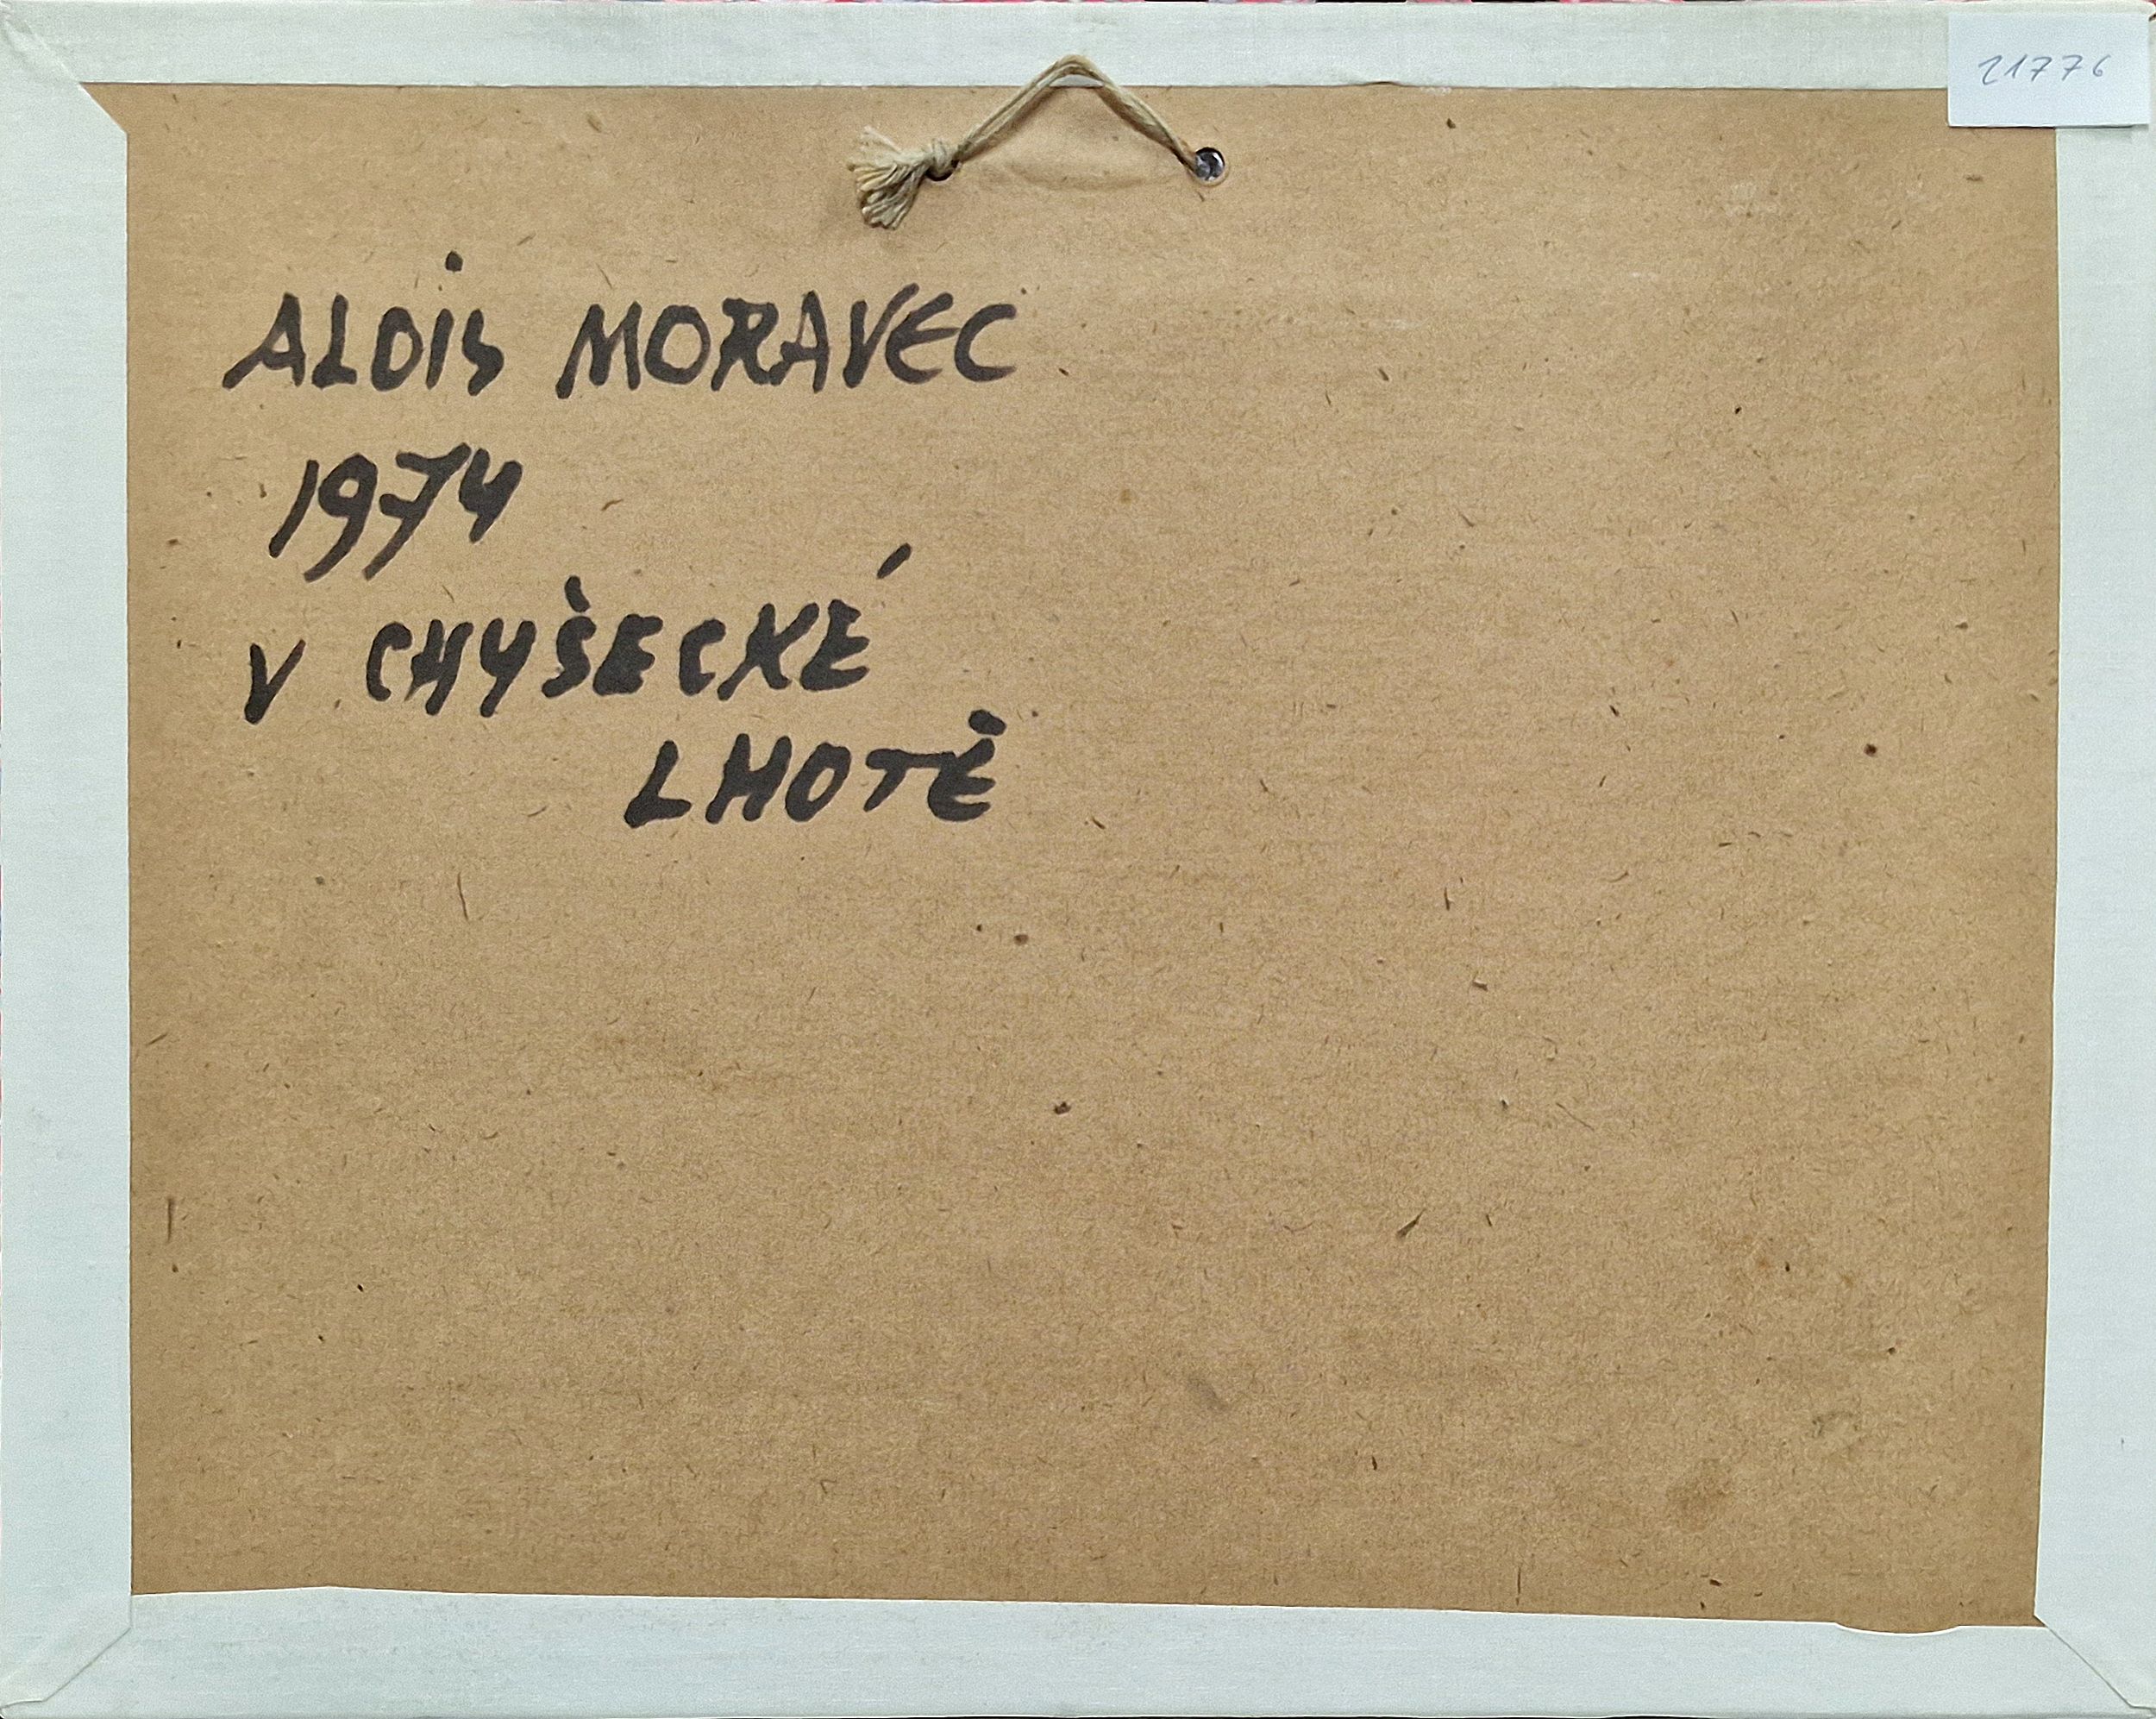 21776
ALOiS MORAVEC
1974
V CHYŠECKÉ
LHOTĚ